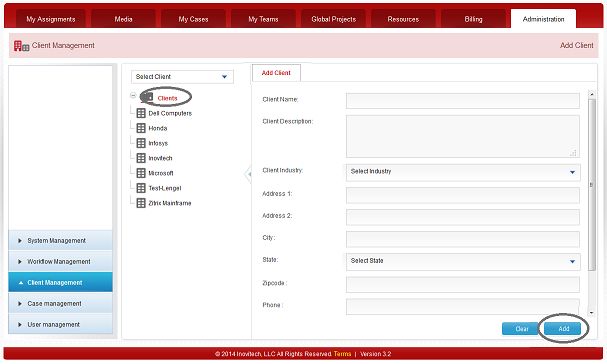 My Assignments Media My Cases My Teams Global Projects Resources Billing Administration
Client Management Add Client
Select Client
Clients
Dell Computers
Honda
Infosys
Inovitech
Microsoft
Test-Lengel
Zitrix Mainframe
System Management
Workflow Management
Client Management
Case management
User management
Add Client
Client Name:
Client Description:
Client Industry: Select Industry
Address 1:
Address 2:
City:
State: Select State
Zipcode :
Phone :
Clear Add
© 2014 Inovitech, LLC All Rights Reserved. Terms | Version 3.2